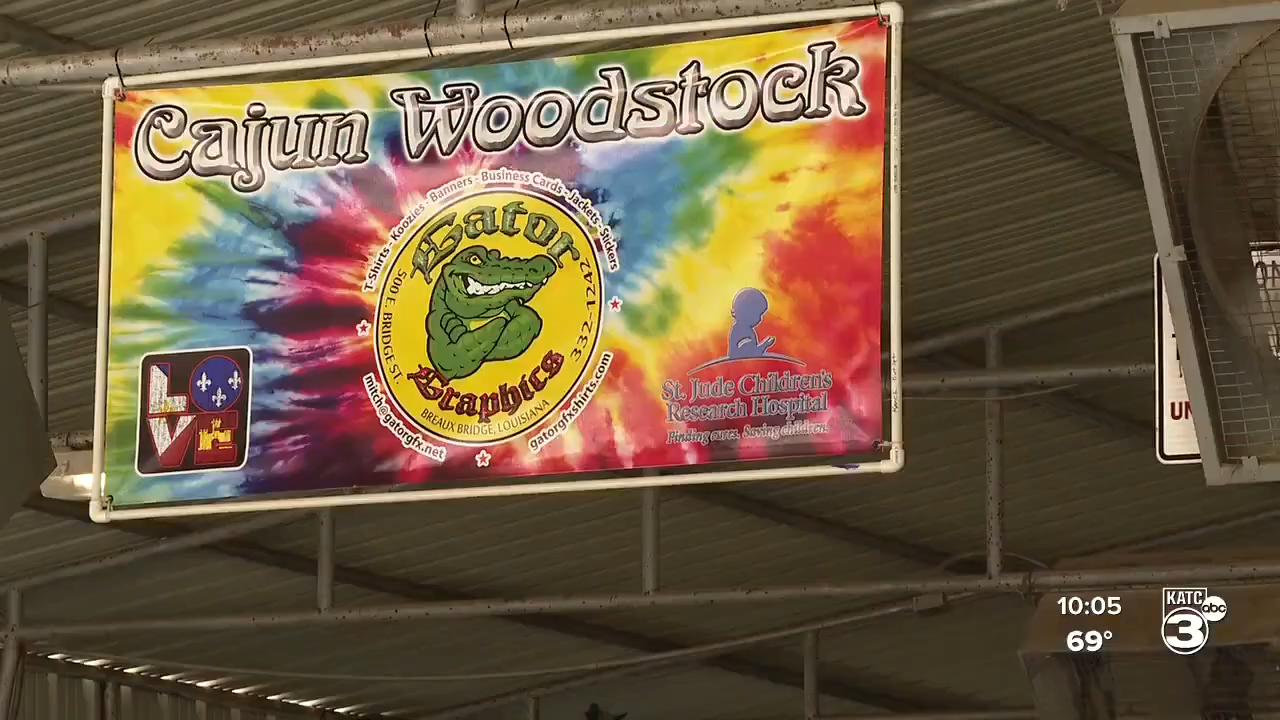 Cajun Woodstock
T-Shirts - Koozies - Banners - Business Cards - Jackets - Stickers
Gator
Graphics
500 E. BRIDGE ST.
332-1242
BREAUX BRIDGE, LOUISIANA
mitch@gatorgfx.net
gatorgfxshirts.com
LOVE
St. Jude Children's
Research Hospital
Finding cures. Saving children.
UN
10:05
69°
KATC
abc
3